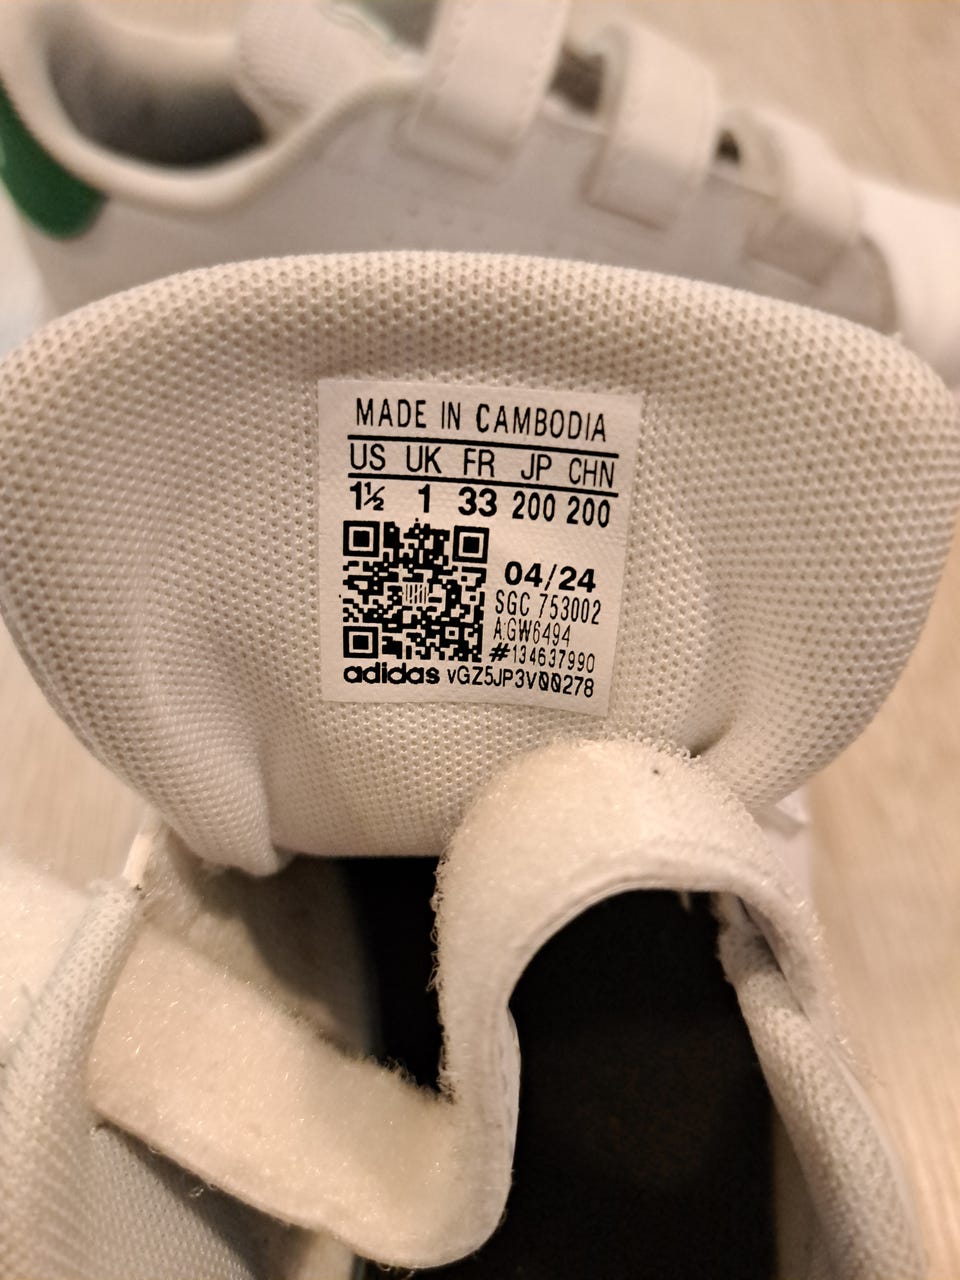 MADE IN CAMBODIA
US UK FR JP CHN
1½ 1 33 200 200
04/24
SGC 753002
A:GW6494
#134637990
adidas vGZ5JP3V00278